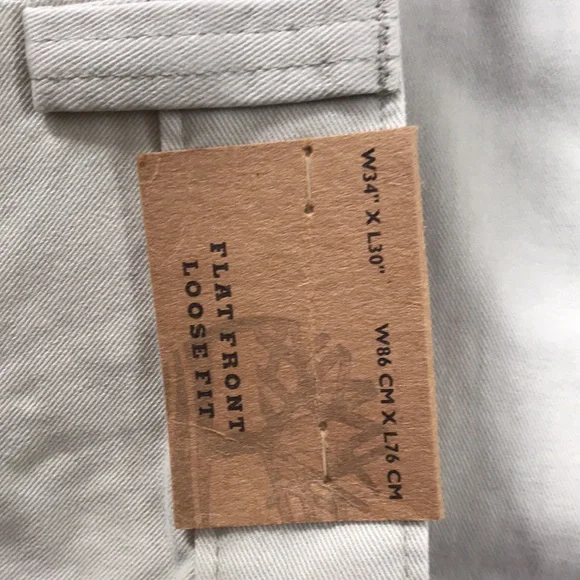 W34" X L30"   W86 CM X L76 CM
FLAT FRONT
LOOSE FIT